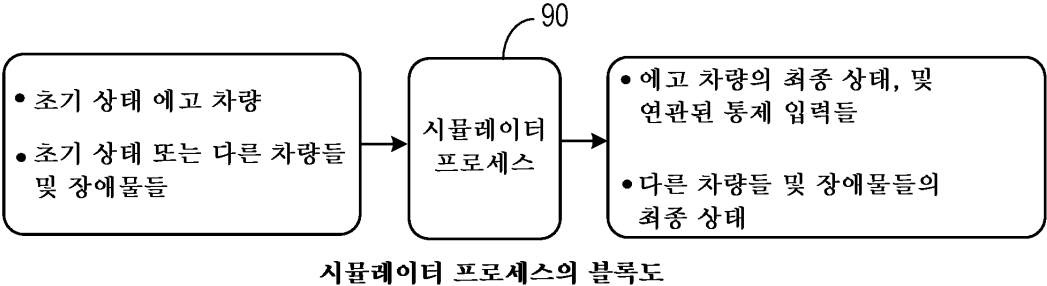 90
• 초기 상태 에고 차량
• 초기 상태 또는 다른 차량들
및 장애물들
시뮬레이터
프로세스
• 에고 차량의 최종 상태, 및
연관된 통제 입력들
• 다른 차량들 및 장애물들의
최종 상태
시뮬레이터 프로세스의 블록도